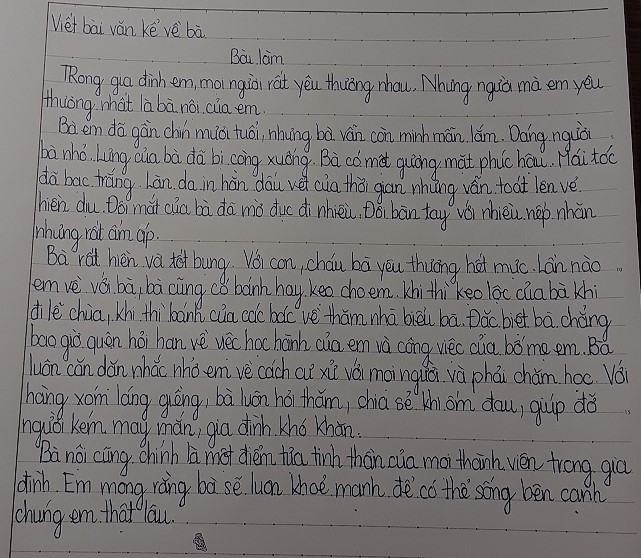 Viết bài văn kể về bà.
Bài làm
TRong gia đình em, mọi người rất yêu thương nhau. Nhưng người mà em yêu
thương nhất là bà nội của em.
Bà em đã gần chín mươi tuổi, nhưng bà vẫn còn minh mẫn lắm. Dáng người
bà nhỏ. Lưng của bà đã bị còng xuống. Bà có một gương mặt phúc hậu. Mái tóc
đã bạc trắng. Làn da in hằn dấu vết của thời gian những vẫn toát lên vẻ
hiền dịu. Đôi mắt của bà đã mờ đục đi nhiều. Đôi bàn tay với nhiều nếp nhăn
nhưng rất ấm áp.
Bà rất hiền và tốt bụng. Với con, cháu bà yêu thương hết mực. Lần nào
em về với bà, bà cũng có bánh hay kẹo cho em. Khi thì kẹo lộc của bà khi
đi lễ chùa, khi thì bánh của các bác về thăm nhà biếu bà. Đặc biệt bà chẳng
bao giờ quên hỏi han về việc học hành của em và công việc của bố mẹ em. Bà
luôn căn dặn nhắc nhở em về cách cư xử với mọi người và phải chăm học. Với
hàng xóm láng giềng, bà luôn hỏi thăm, chia sẻ khi ốm đau, giúp đỡ
người kém may mắn, gia đình khó khăn.
Bà nội cũng chính là một điểm tựa tinh thần của mọi thành viên trong gia
đình. Em mong rằng bà sẽ luôn khoẻ mạnh để có thể sống bên cạnh
chúng em thật lâu.